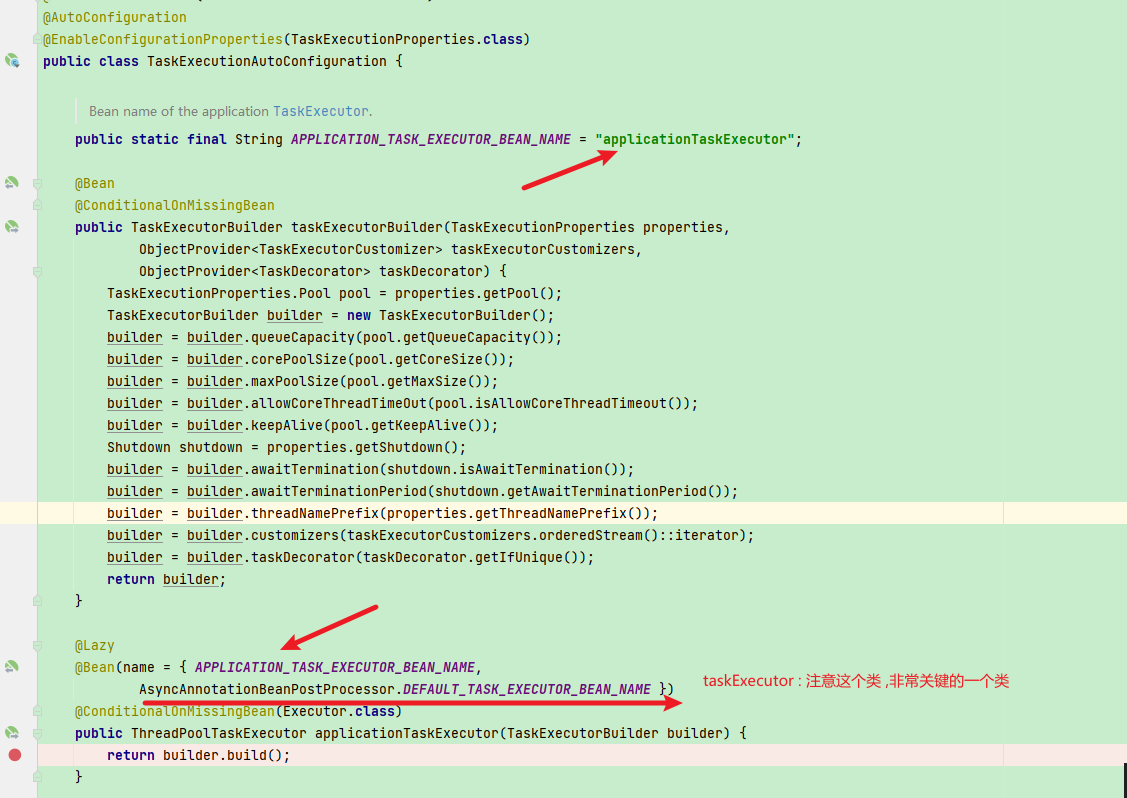 @AutoConfiguration
@EnableConfigurationProperties(TaskExecutionProperties.class)
public class TaskExecutionAutoConfiguration {
Bean name of the application TaskExecutor.
public static final String APPLICATION_TASK_EXECUTOR_BEAN_NAME = "applicationTaskExecutor";
@Bean
@ConditionalOnMissingBean
public TaskExecutorBuilder taskExecutorBuilder(TaskExecutionProperties properties,
ObjectProvider<TaskExecutorCustomizer> taskExecutorCustomizers,
ObjectProvider<TaskDecorator> taskDecorator) {
TaskExecutionProperties.Pool pool = properties.getPool();
TaskExecutorBuilder builder = new TaskExecutorBuilder();
builder = builder.queueCapacity(pool.getQueueCapacity());
builder = builder.corePoolSize(pool.getCoreSize());
builder = builder.maxPoolSize(pool.getMaxSize());
builder = builder.allowCoreThreadTimeOut(pool.isAllowCoreThreadTimeout());
builder = builder.keepAlive(pool.getKeepAlive());
Shutdown shutdown = properties.getShutdown();
builder = builder.awaitTermination(shutdown.isAwaitTermination());
builder = builder.awaitTerminationPeriod(shutdown.getAwaitTerminationPeriod());
builder = builder.threadNamePrefix(properties.getThreadNamePrefix());
builder = builder.customizers(taskExecutorCustomizers.orderedStream()::iterator);
builder = builder.taskDecorator(taskDecorator.getIfUnique());
return builder;
}
@Lazy
@Bean(name = { APPLICATION_TASK_EXECUTOR_BEAN_NAME,
AsyncAnnotationBeanPostProcessor.DEFAULT_TASK_EXECUTOR_BEAN_NAME })
taskExecutor : 注意这个类 ,非常关键的一个类
@ConditionalOnMissingBean(Executor.class)
public ThreadPoolTaskExecutor applicationTaskExecutor(TaskExecutorBuilder builder) {
return builder.build();
}